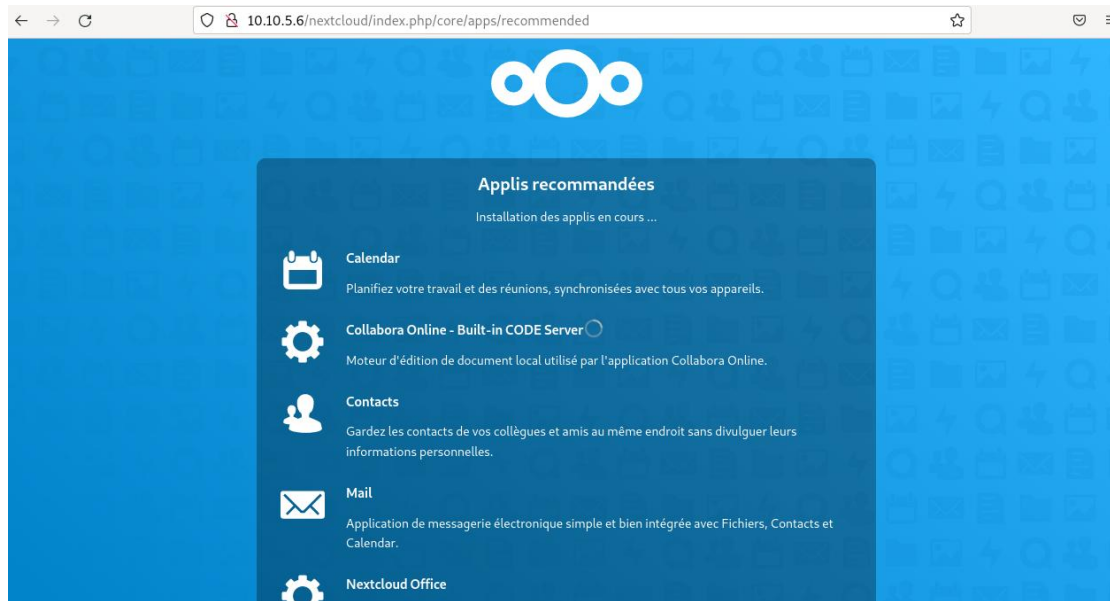 10.10.5.6/nextcloud/index.php/core/apps/recommended
Applis recommandées
Installation des applis en cours ...
Calendar
Planifiez votre travail et des réunions, synchronisées avec tous vos appareils.
Collabora Online - Built-in CODE Server
Moteur d'édition de document local utilisé par l'application Collabora Online.
Contacts
Gardez les contacts de vos collègues et amis au même endroit sans divulguer leurs
informations personnelles.
Mail
Application de messagerie électronique simple et bien intégrée avec Fichiers, Contacts et
Calendar.
Nextcloud Office